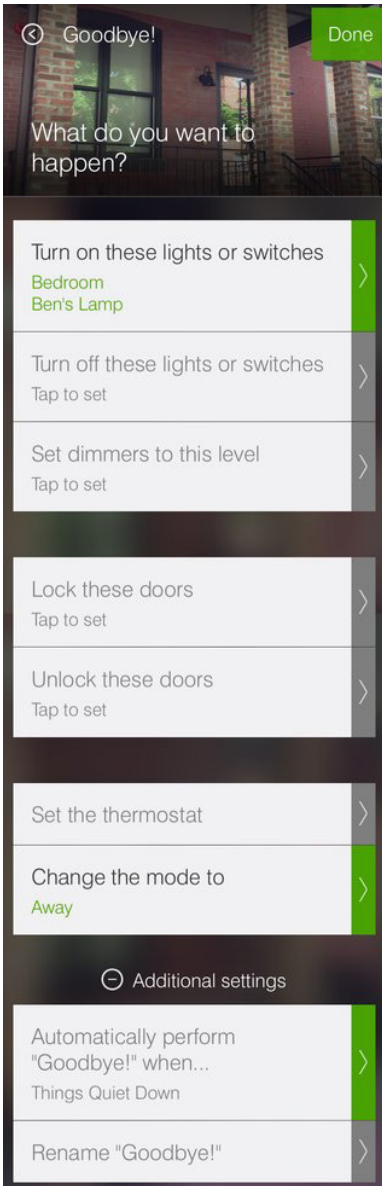 Goodbye!
Done
What do you want to
happen?
Turn on these lights or switches
Bedroom
Ben's Lamp
Turn off these lights or switches
Tap to set
Set dimmers to this level
Tap to set
Lock these doors
Tap to set
Unlock these doors
Tap to set
Set the thermostat
Change the mode to
Away
Additional settings
Automatically perform
"Goodbye!" when...
Things Quiet Down
Rename "Goodbye!"